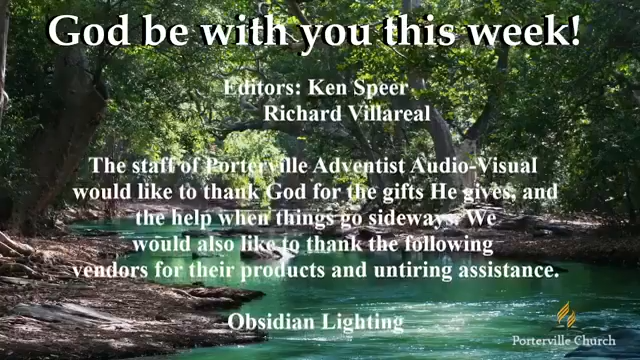 God be with you this week!
Editors: Ken Speer
Richard Villareal
The staff of Porterville Adventist Audio-Visual
would like to thank God for the gifts He gives, and
the help when things go sideways. We
would also like to thank the following
vendors for their products and untiring assistance.
Obsidian Lighting
Porterville Church